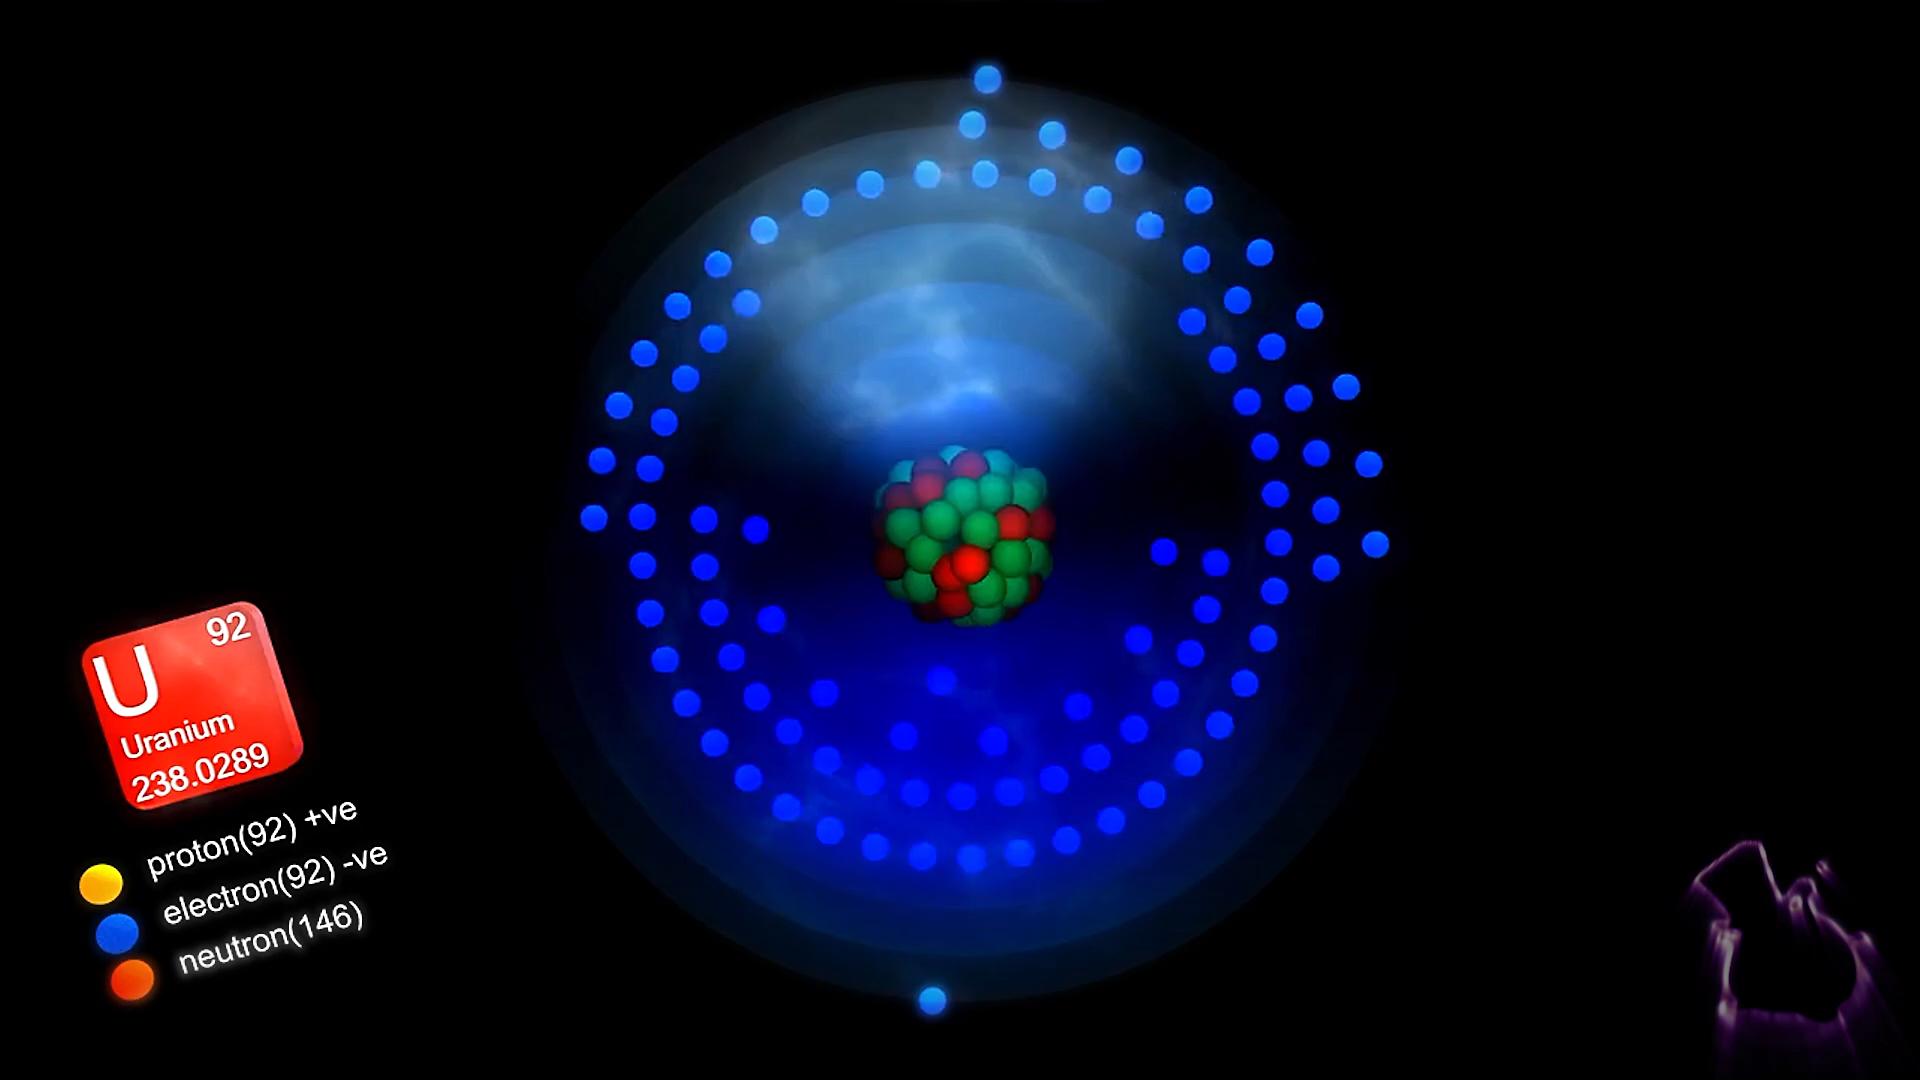 92
U
Uranium
238.0289
proton(92) +ve
electron(92) -ve
neutron(146)